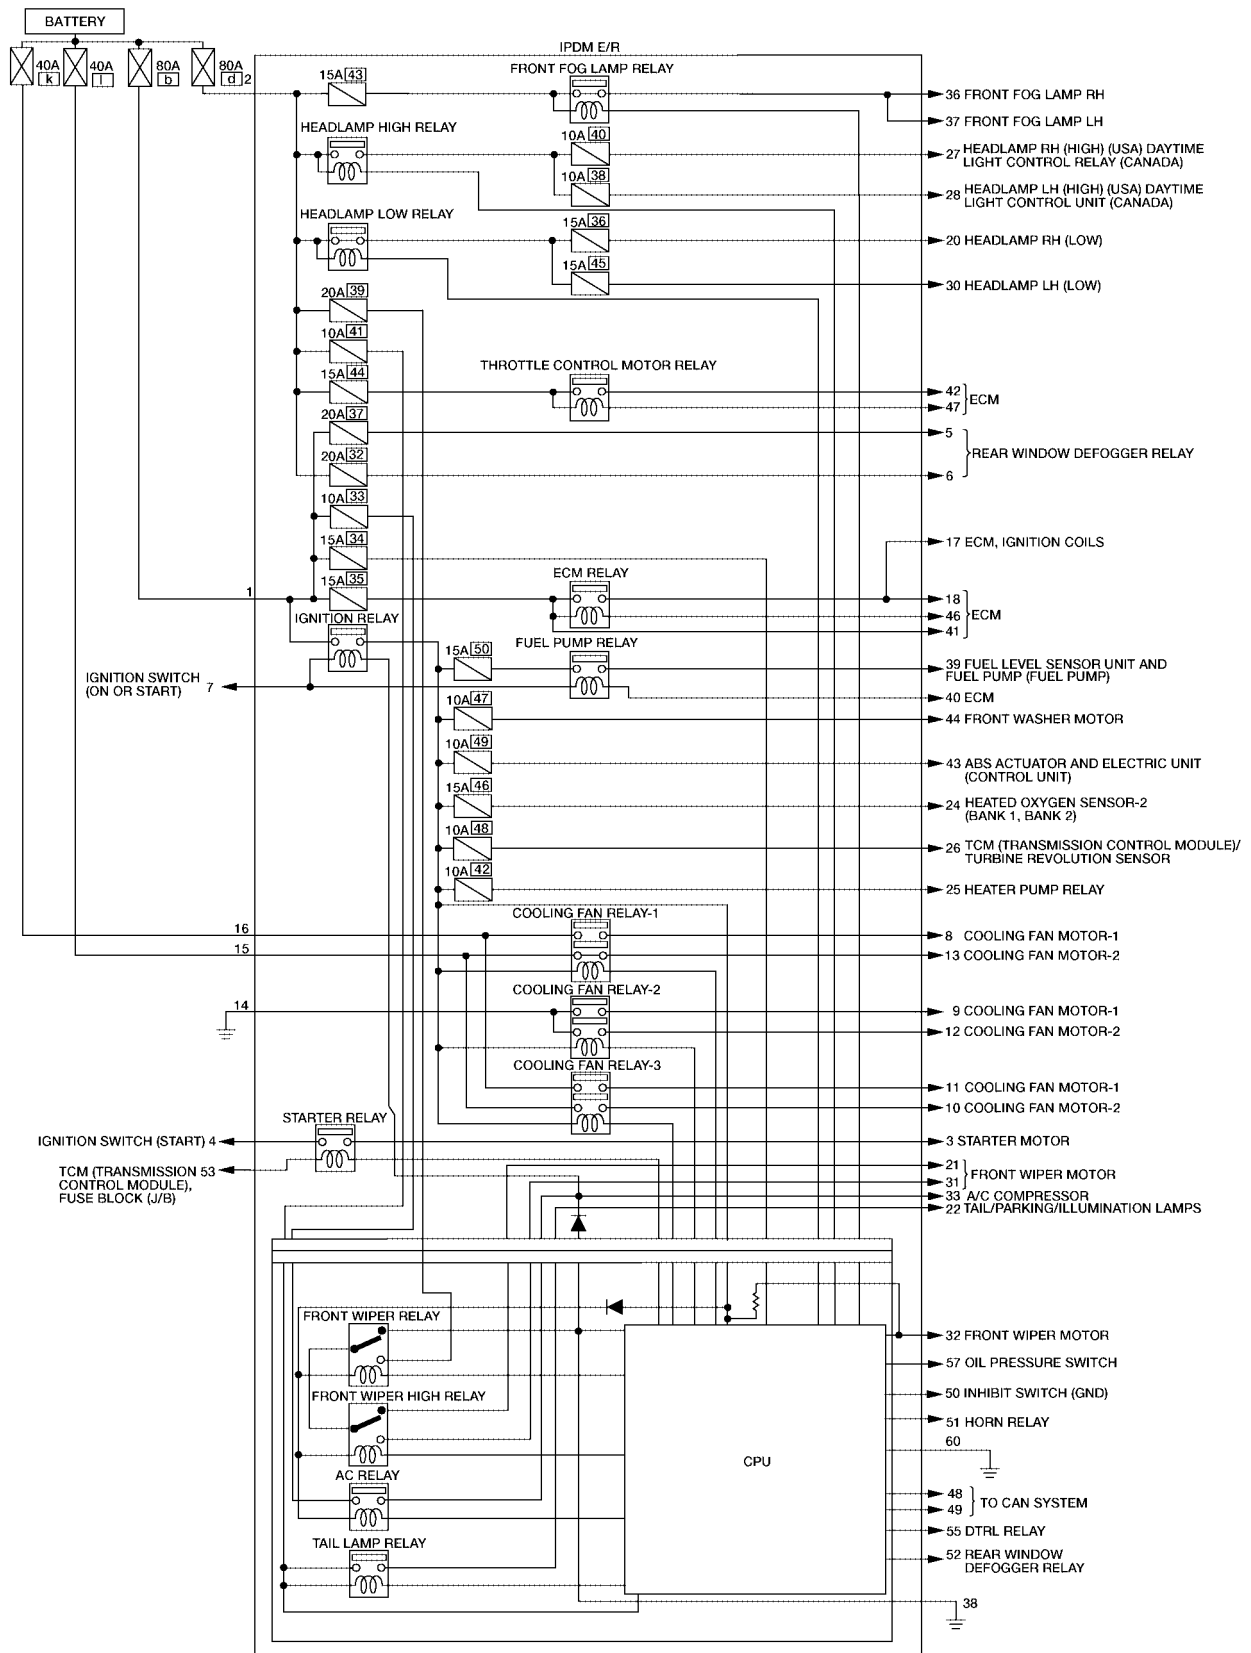 BATTERY
40A k
40A l
80A b
80A d 2
IPDM E/R
15A 43
FRONT FOG LAMP RELAY
36 FRONT FOG LAMP RH
37 FRONT FOG LAMP LH
HEADLAMP HIGH RELAY
10A 40
27 HEADLAMP RH (HIGH) (USA) DAYTIME
LIGHT CONTROL RELAY (CANADA)
10A 38
28 HEADLAMP LH (HIGH) (USA) DAYTIME
LIGHT CONTROL UNIT (CANADA)
HEADLAMP LOW RELAY
15A 36
20 HEADLAMP RH (LOW)
15A 45
30 HEADLAMP LH (LOW)
20A 39
10A 41
15A 44
THROTTLE CONTROL MOTOR RELAY
42
47
ECM
20A 37
5
REAR WINDOW DEFOGGER RELAY
20A 32
6
10A 33
15A 34
17 ECM, IGNITION COILS
15A 35
1
ECM RELAY
18
46
41
ECM
IGNITION RELAY
15A 50
FUEL PUMP RELAY
39 FUEL LEVEL SENSOR UNIT AND
FUEL PUMP (FUEL PUMP)
IGNITION SWITCH
(ON OR START) 7
40 ECM
10A 47
44 FRONT WASHER MOTOR
10A 49
43 ABS ACTUATOR AND ELECTRIC UNIT
(CONTROL UNIT)
15A 46
24 HEATED OXYGEN SENSOR-2
(BANK 1, BANK 2)
10A 48
26 TCM (TRANSMISSION CONTROL MODULE)/
TURBINE REVOLUTION SENSOR
10A 42
25 HEATER PUMP RELAY
COOLING FAN RELAY-1
16
8 COOLING FAN MOTOR-1
15
13 COOLING FAN MOTOR-2
COOLING FAN RELAY-2
14
9 COOLING FAN MOTOR-1
12 COOLING FAN MOTOR-2
COOLING FAN RELAY-3
11 COOLING FAN MOTOR-1
10 COOLING FAN MOTOR-2
STARTER RELAY
IGNITION SWITCH (START) 4
3 STARTER MOTOR
TCM (TRANSMISSION 53
CONTROL MODULE),
FUSE BLOCK (J/B)
21
31
FRONT WIPER MOTOR
33 A/C COMPRESSOR
22 TAIL/PARKING/ILLUMINATION LAMPS
FRONT WIPER RELAY
32 FRONT WIPER MOTOR
57 OIL PRESSURE SWITCH
FRONT WIPER HIGH RELAY
50 INHIBIT SWITCH (GND)
51 HORN RELAY
60
CPU
AC RELAY
48
49
TO CAN SYSTEM
55 DTRL RELAY
TAIL LAMP RELAY
52 REAR WINDOW
DEFOGGER RELAY
38